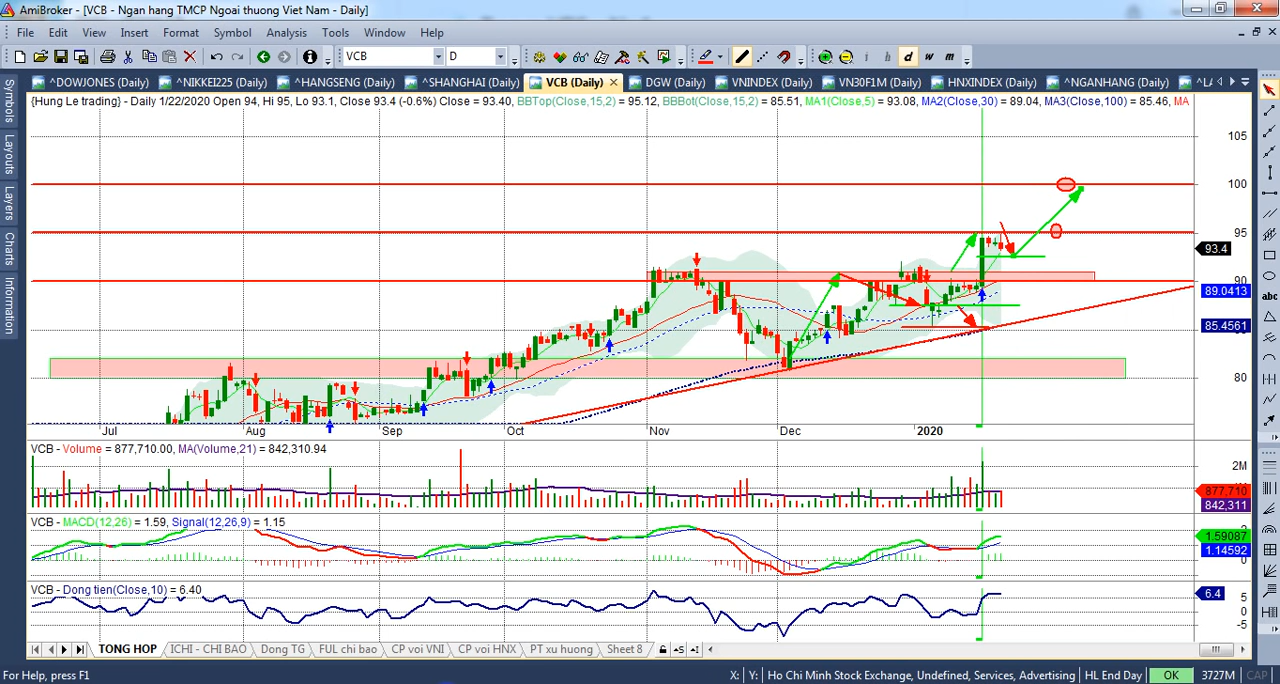 AmiBroker - [VCB - Ngan hang TMCP Ngoai thuong Viet Nam - Daily]
File Edit View Insert Format Symbol Analysis Tools Window Help
VCB D i h d w m
^DOWJONES (Daily) ^NIKKEI225 (Daily) ^HANGSENG (Daily) ^SHANGHAI (Daily) VCB (Daily) DGW (Daily) VNINDEX (Daily) VN30F1M (Daily) HNXINDEX (Daily) ^NGANHANG (Daily)
Symbols
Layouts
Layers
Charts
Information
{Hung Le trading} - Daily 1/22/2020 Open 94, Hi 95, Lo 93.1, Close 93.4 (-0.6%) Close = 93.40, BBTop(Close,15,2) = 95.12, BBBot(Close,15,2) = 85.51, MA1(Close,5) = 93.08, MA2(Close,30) = 89.04, MA3(Close,100) = 85.46, MA
105
100
95
93.4
90
89.0413
85.4561
80
abc
Jul Aug Sep Oct Nov Dec 2020
VCB - Volume = 877,710.00, MA(Volume,21) = 842,310.94
2M
877,710
842,311
VCB - MACD(12,26) = 1.59, Signal(12,26,9) = 1.15
1.59087
1.14592
0
VCB - Dong tien(Close,10) = 6.40
6.4
5
0
-5
TONG HOP ICHI - CHI BAO Dong TG FUL chi bao CP voi VNI CP voi HNX PT xu huong Sheet 8
For Help, press F1 X: Y: Ho Chi Minh Stock Exchange, Undefined, Services, Advertising HL End Day OK 3727M CAP